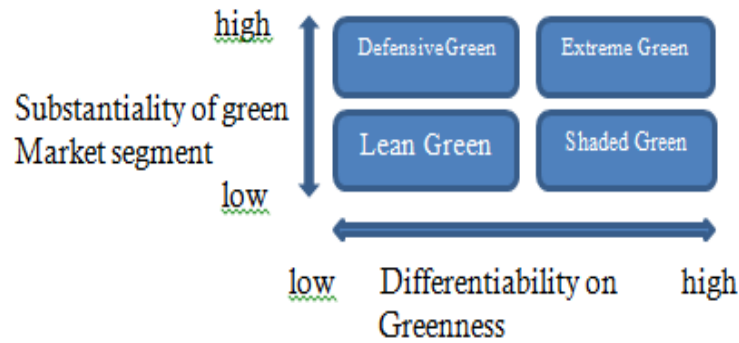 high
DefensiveGreen
Extreme Green
Substantiality of green
Market segment
Lean Green
Shaded Green
low
low
Differentiability on
high
Greenness